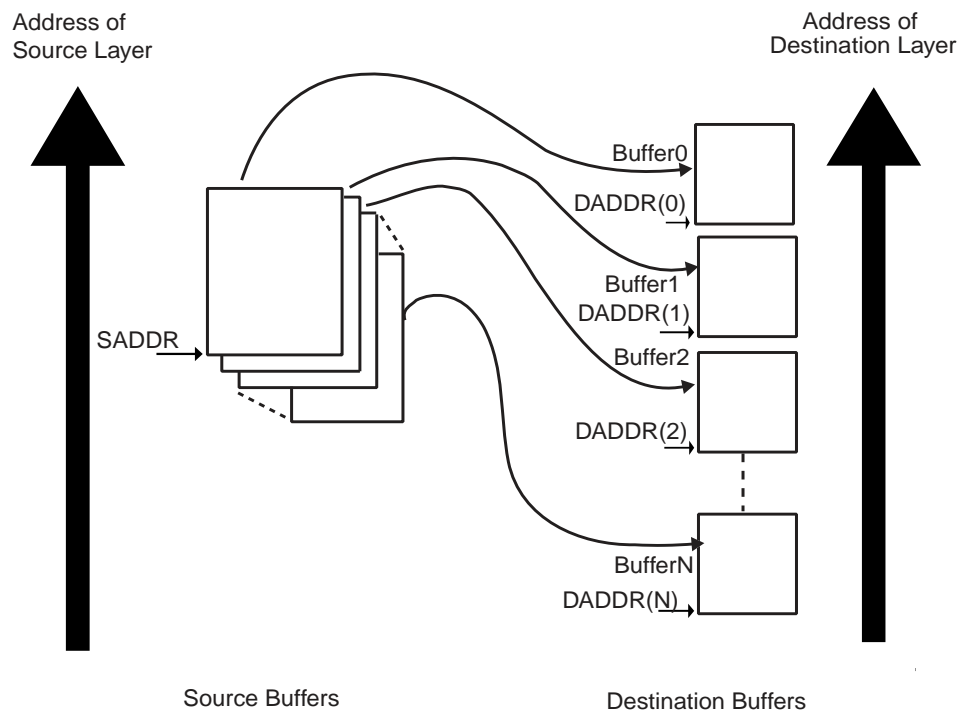 Address of
Source Layer
Address of
Destination Layer
Buffer0
DADDR(0)
Buffer1
DADDR(1)
SADDR
Buffer2
DADDR(2)
BufferN
DADDR(N)
Source Buffers
Destination Buffers